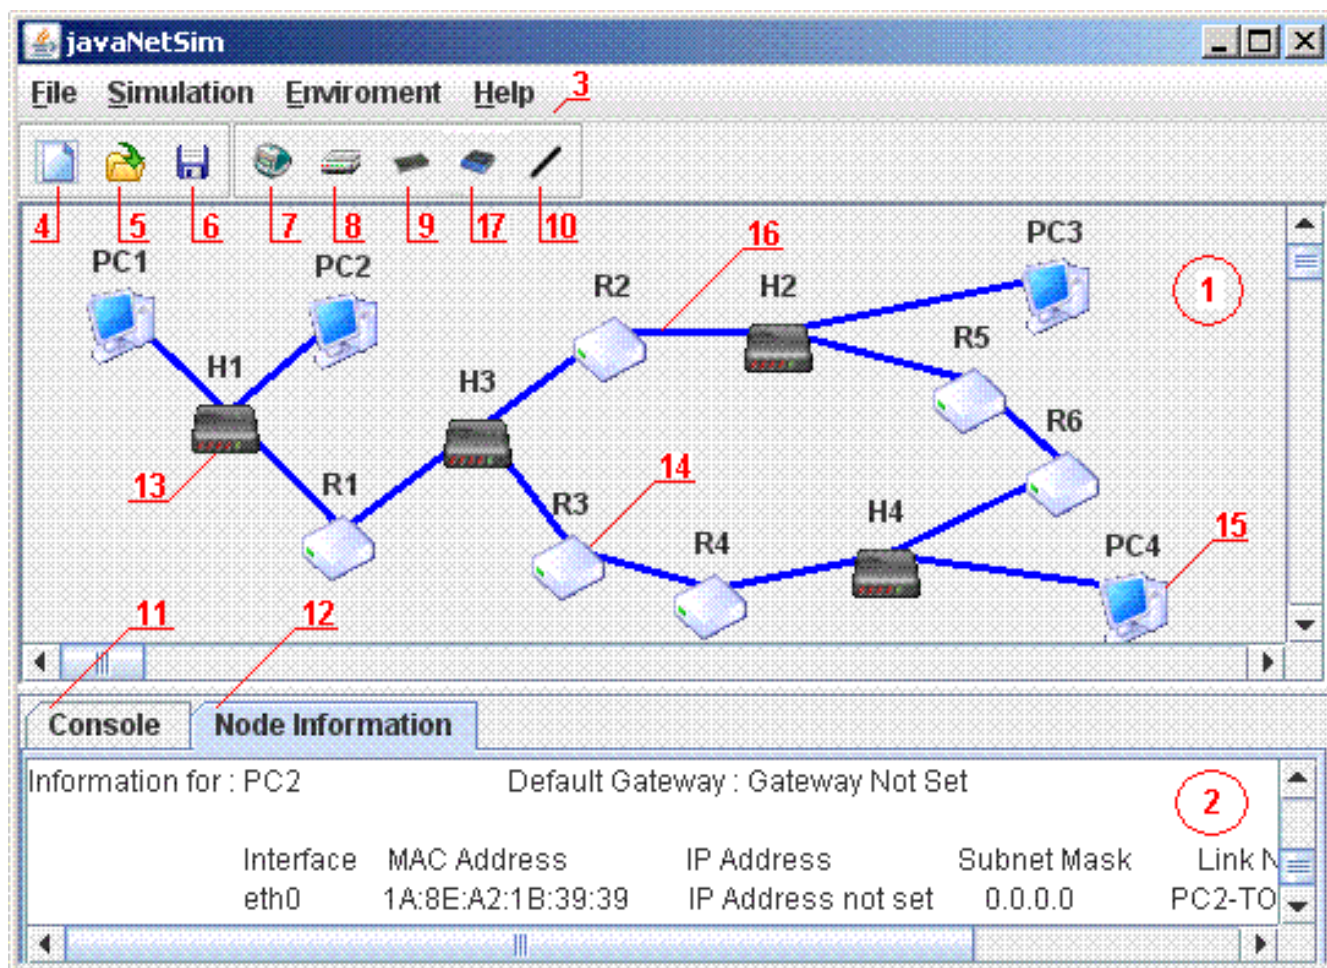 javaNetSim
File Simulation Enviroment Help 3
4 5 6 7 8 9 17 10
PC1 PC2 R2 16 H2 PC3 1
H1 H3 R5
R6
13 R1 14
R3 R4 H4 PC4 15
11 12
Console Node Information
Information for : PC2 Default Gateway : Gateway Not Set
2
Interface MAC Address IP Address Subnet Mask Link N
eth0 1A:8E:A2:1B:39:39 IP Address not set 0.0.0.0 PC2-TO